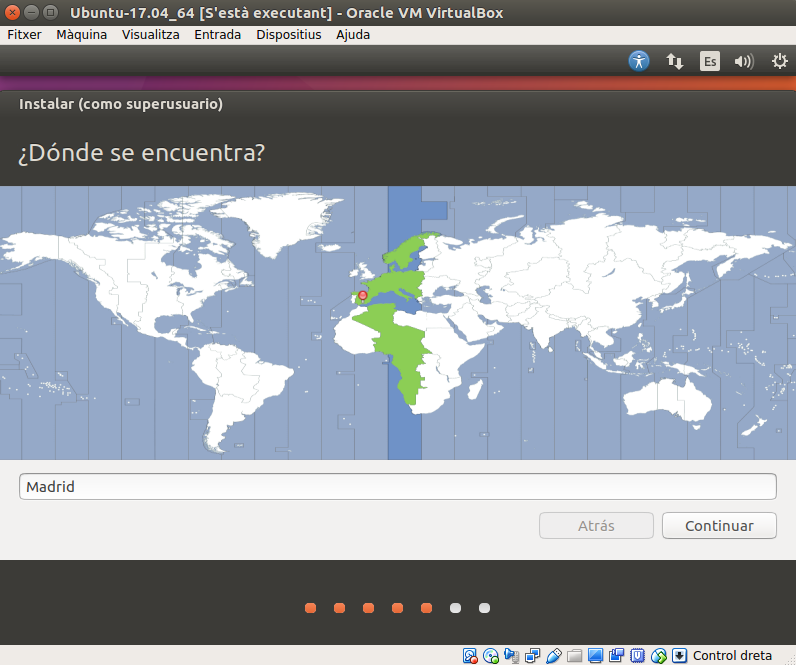 Ubuntu-17.04_64 [S'està executant] - Oracle VM VirtualBox
Fitxer Màquina Visualitza Entrada Dispositius Ajuda
Es
Instalar (como superusuario)
¿Dónde se encuentra?
Madrid
Atrás Continuar
Control dreta